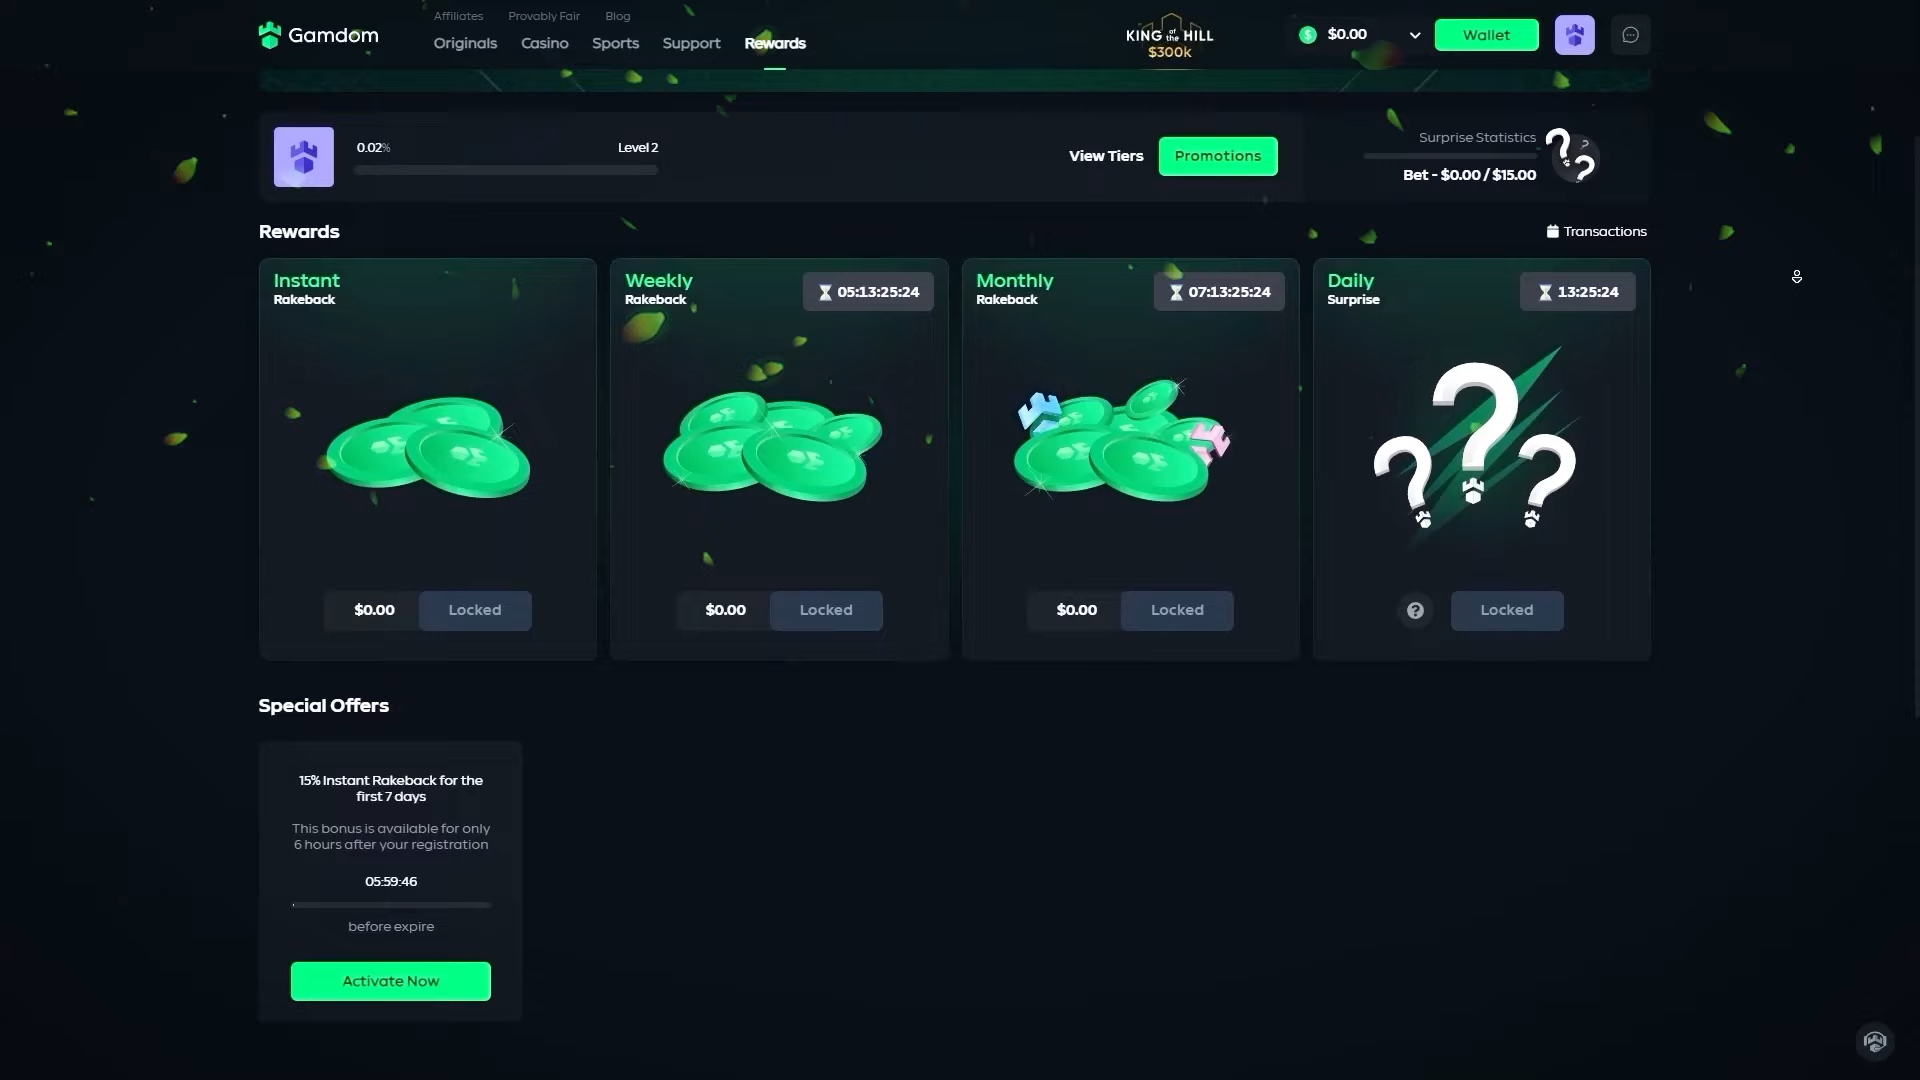 Affiliates Provably Fair Blog
Gamdom
Originals Casino Sports Support Rewards
KING of the HILL
$300k
$0.00
Wallet
0.02%
Level 2
View Tiers
Promotions
Surprise Statistics
Bet - $0.00 / $15.00
Rewards
Transactions
Instant
Rakeback
$0.00 Locked
Weekly
Rakeback
05:13:25:24
$0.00 Locked
Monthly
Rakeback
07:13:25:24
$0.00 Locked
Daily
Surprise
13:25:24
? Locked
Special Offers
15% Instant Rakeback for the
first 7 days
This bonus is available for only
6 hours after your registration
05:59:46
before expire
Activate Now